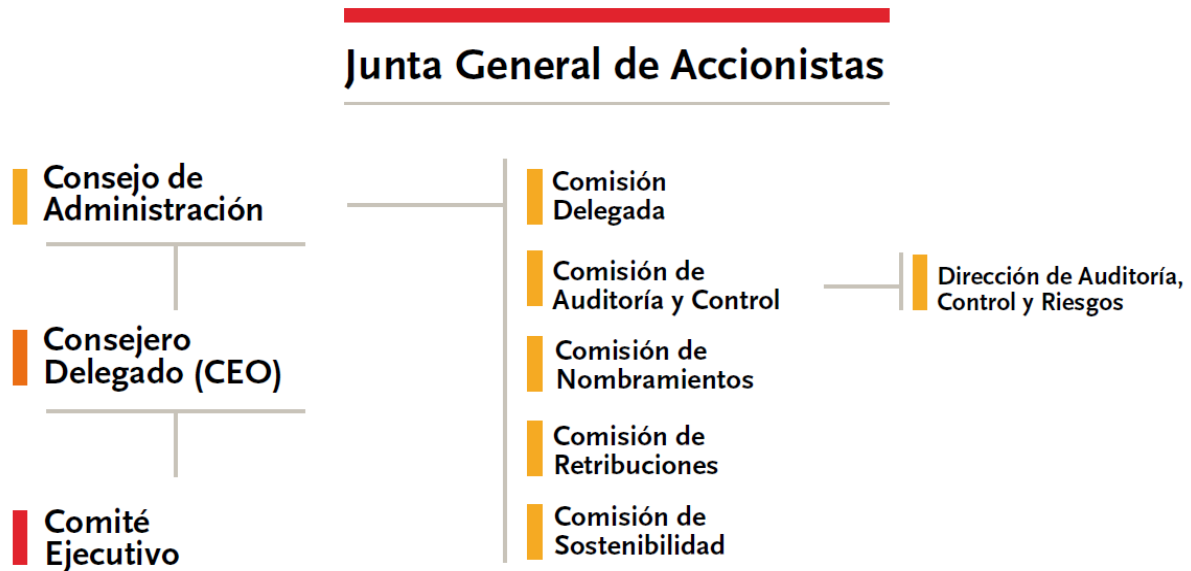 Junta General de Accionistas
Consejo de
Administración
Consejero
Delegado (CEO)
Comité
Ejecutivo
Comisión
Delegada
Comisión de
Auditoría y Control
Comisión de
Nombramientos
Comisión de
Retribuciones
Comisión de
Sostenibilidad
Dirección de Auditoría,
Control y Riesgos